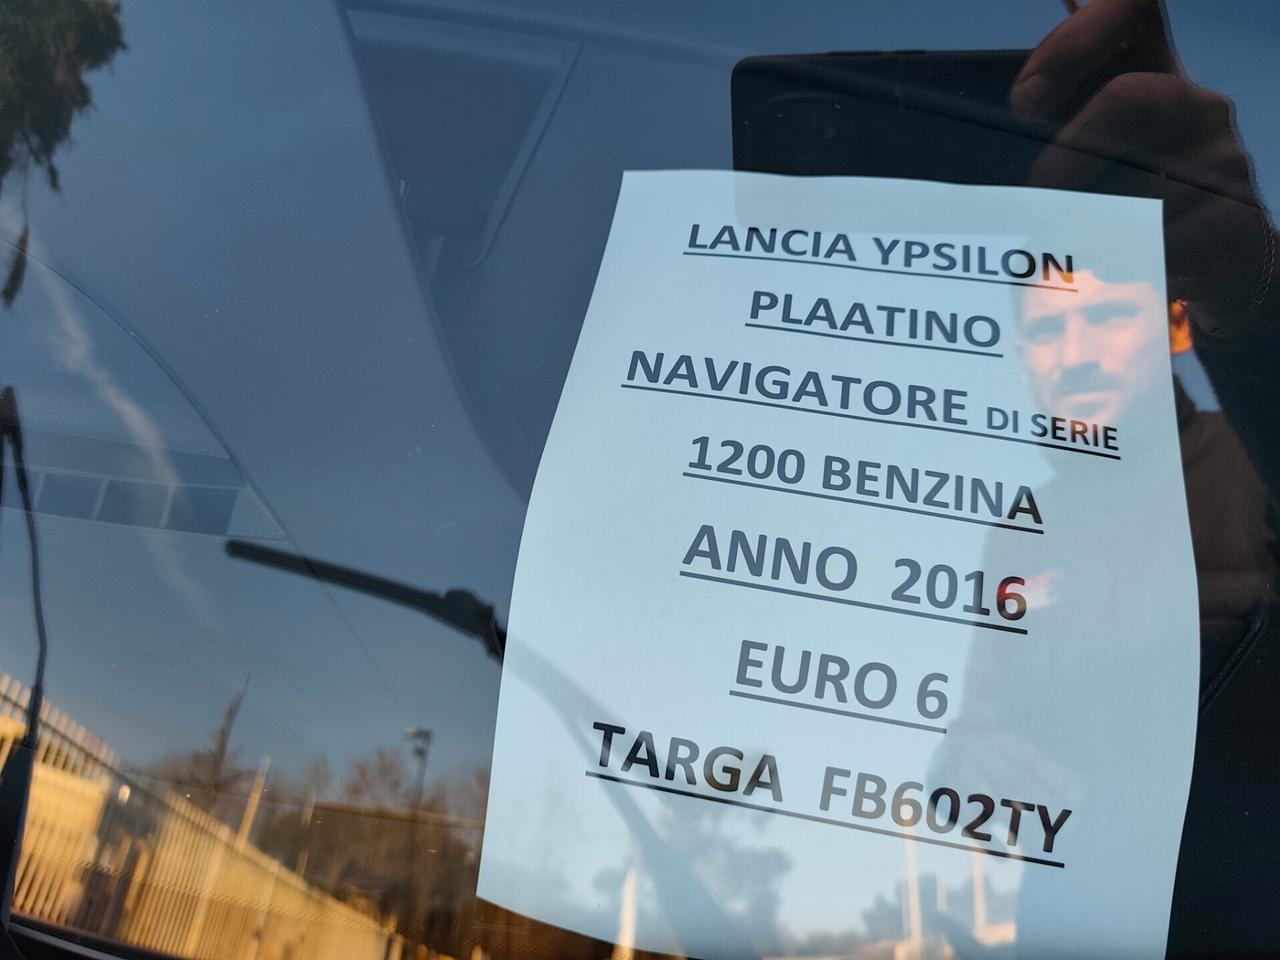 LANCIA YPSILON
PLAATINO
NAVIGATORE DI SERIE
1200 BENZINA
ANNO 2016
EURO 6
TARGA FB602TY